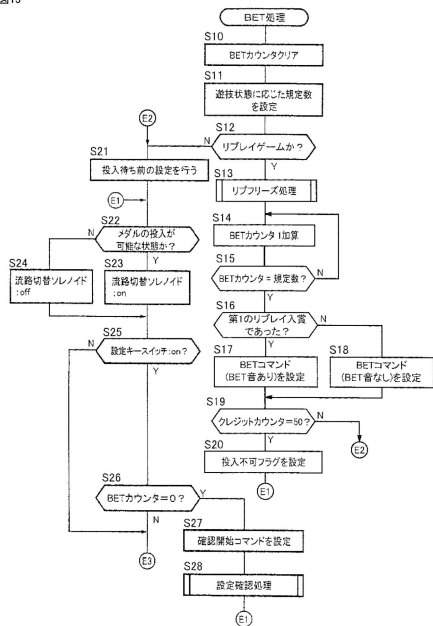 図15
BET処理
S10
BETカウンタクリア
S11
遊技状態に応じた規定数
を設定
S12
リプレイゲームか？
N
Y
E2
S21
投入待ち前の設定を行う
E1
S22
メダルの投入が
可能な状態か？
N
Y
S24
流路切替ソレノイド
:off
S23
流路切替ソレノイド
:on
S25
設定キースイッチ:on？
N
Y
S26
BETカウンター＝0？
Y
N
E3
S27
確認開始コマンドを設定
S28
設定確認処理
E1
S13
リプフリーズ処理
S14
BETカウンタ1加算
S15
BETカウンタ＝規定数？
N
Y
S16
第1のリプレイ入賞
であった？
N
Y
S17
BETコマンド
(BET音あり)を設定
S18
BETコマンド
(BET音なし)を設定
S19
クレジットカウンター＝50？
N
Y
E2
S20
投入不可フラグを設定
E1